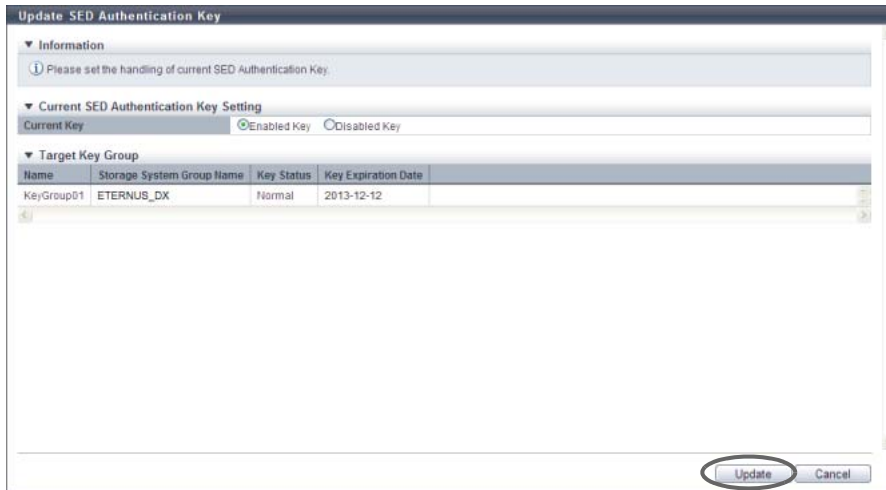 Update SED Authentication Key
▼ Information
Please set the handling of current SED Authentication Key.
▼ Current SED Authentication Key Setting
Current Key Enabled Key Disabled Key
▼ Target Key Group
Name Storage System Group Name Key Status Key Expiration Date
KeyGroup01 ETERNUS_DX Normal 2013-12-12
Update Cancel